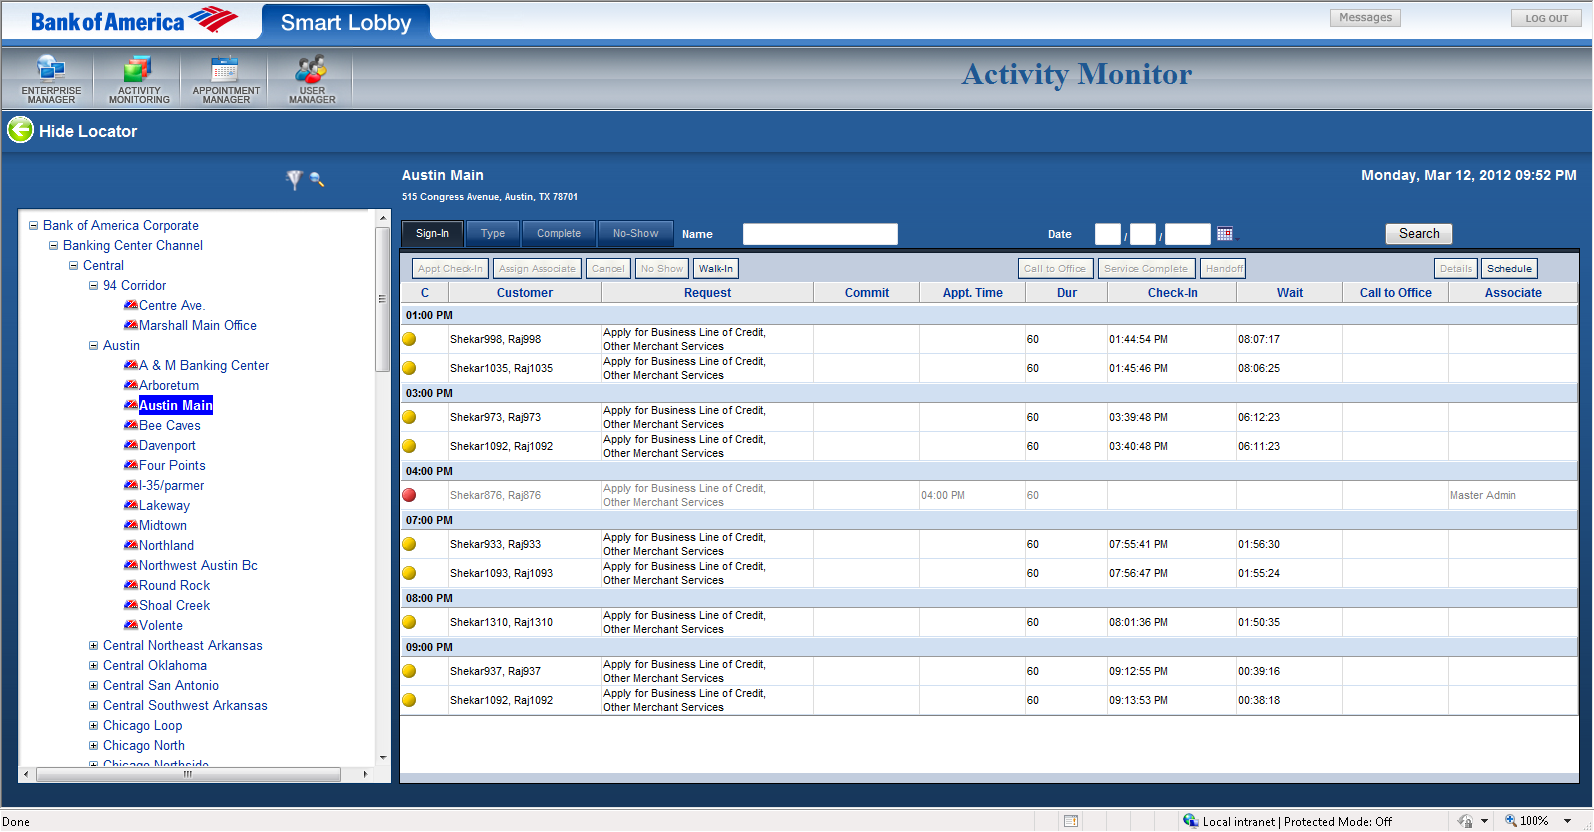 Bank of America
Smart Lobby
Messages
LOG OUT
ENTERPRISE
MANAGER
ACTIVITY
MONITORING
APPOINTMENT
MANAGER
USER
MANAGER
Activity Monitor
Hide Locator
Austin Main
Monday, Mar 12, 2012 09:52 PM
515 Congress Avenue, Austin, TX 78701
Bank of America Corporate
Banking Center Channel
Central
94 Corridor
Centre Ave.
Marshall Main Office
Austin
A & M Banking Center
Arboretum
Austin Main
Bee Caves
Davenport
Four Points
I-35/parmer
Lakeway
Midtown
Northland
Northwest Austin Bc
Round Rock
Shoal Creek
Volente
Central Northeast Arkansas
Central Oklahoma
Central San Antonio
Central Southwest Arkansas
Chicago Loop
Chicago North
Chicago Northside
Sign-In Type Complete No-Show Name Date / / Search
Appt Check-In Assign Associate Cancel No Show Walk-In Call to Office Service Complete Handoff Details Schedule
C Customer Request Commit Appt. Time Dur Check-In Wait Call to Office Associate
01:00 PM
Shekar998, Raj998 Apply for Business Line of Credit, 60 01:44:54 PM 08:07:17
Other Merchant Services
Shekar1035, Raj1035 Apply for Business Line of Credit, 60 01:45:46 PM 08:06:25
Other Merchant Services
03:00 PM
Shekar973, Raj973 Apply for Business Line of Credit, 60 03:39:48 PM 06:12:23
Other Merchant Services
Shekar1092, Raj1092 Apply for Business Line of Credit, 60 03:40:48 PM 06:11:23
Other Merchant Services
04:00 PM
Shekar876, Raj876 Apply for Business Line of Credit, 04:00 PM 60 Master Admin
Other Merchant Services
07:00 PM
Shekar933, Raj933 Apply for Business Line of Credit, 60 07:55:41 PM 01:56:30
Other Merchant Services
Shekar1093, Raj1093 Apply for Business Line of Credit, 60 07:56:47 PM 01:55:24
Other Merchant Services
08:00 PM
Shekar1310, Raj1310 Apply for Business Line of Credit, 60 08:01:36 PM 01:50:35
Other Merchant Services
09:00 PM
Shekar937, Raj937 Apply for Business Line of Credit, 60 09:12:55 PM 00:39:16
Other Merchant Services
Shekar1092, Raj1092 Apply for Business Line of Credit, 60 09:13:53 PM 00:38:18
Other Merchant Services
Done
Local intranet | Protected Mode: Off
100%